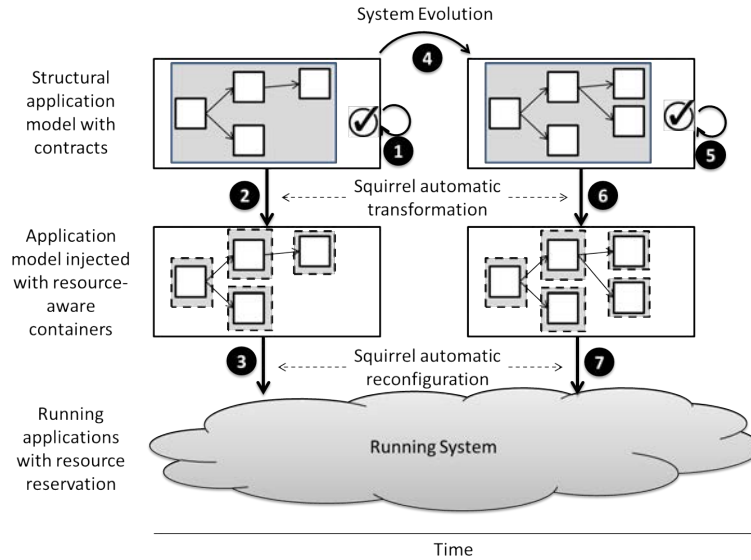 System Evolution
4
Structural
application
model with
contracts
1
5
2
Squirrel automatic
transformation
6
Application
model injected
with resource-
aware
containers
3
Squirrel automatic
reconfiguration
7
Running
applications
with resource
reservation
Running System
Time